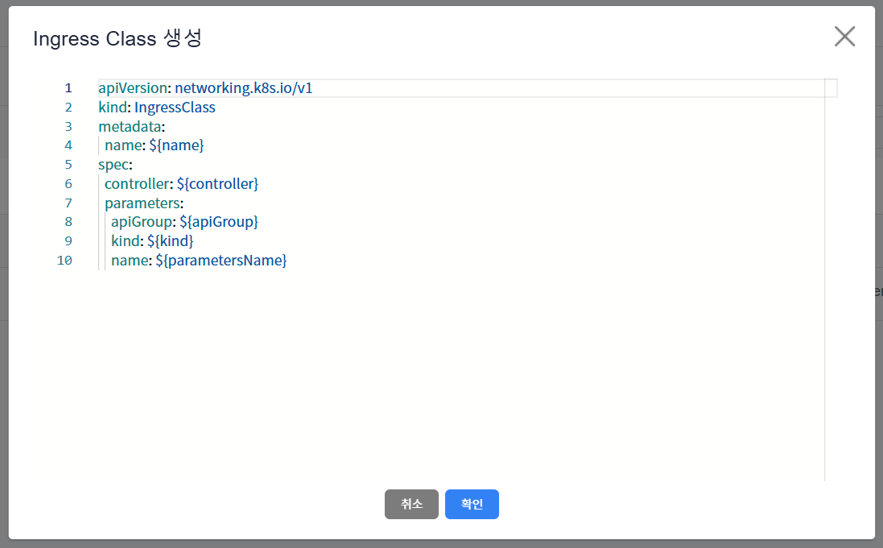 Ingress Class 생성
1 apiVersion: networking.k8s.io/v1
2 kind: IngressClass
3 metadata:
4 name: ${name}
5 spec:
6 controller: ${controller}
7 parameters:
8 apiGroup: ${apiGroup}
9 kind: ${kind}
10 name: ${parametersName}
취소 확인